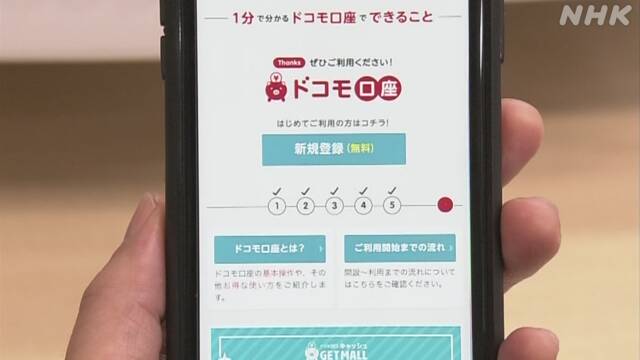 NHK
1分で分かるドコモ口座でできること
Thanks ぜひご利用ください!
ドコモ口座
はじめてご利用の方はコチラ!
新規登録(無料)
1 2 3 4 5
ドコモ口座とは?
ドコモ口座の基本操作や、その
他お得な使い方をご紹介しま
す。
ご利用開始までの流れ
開設〜利用までの流れについて
はこちらをご確認ください。
キャッシュ
GETMALL